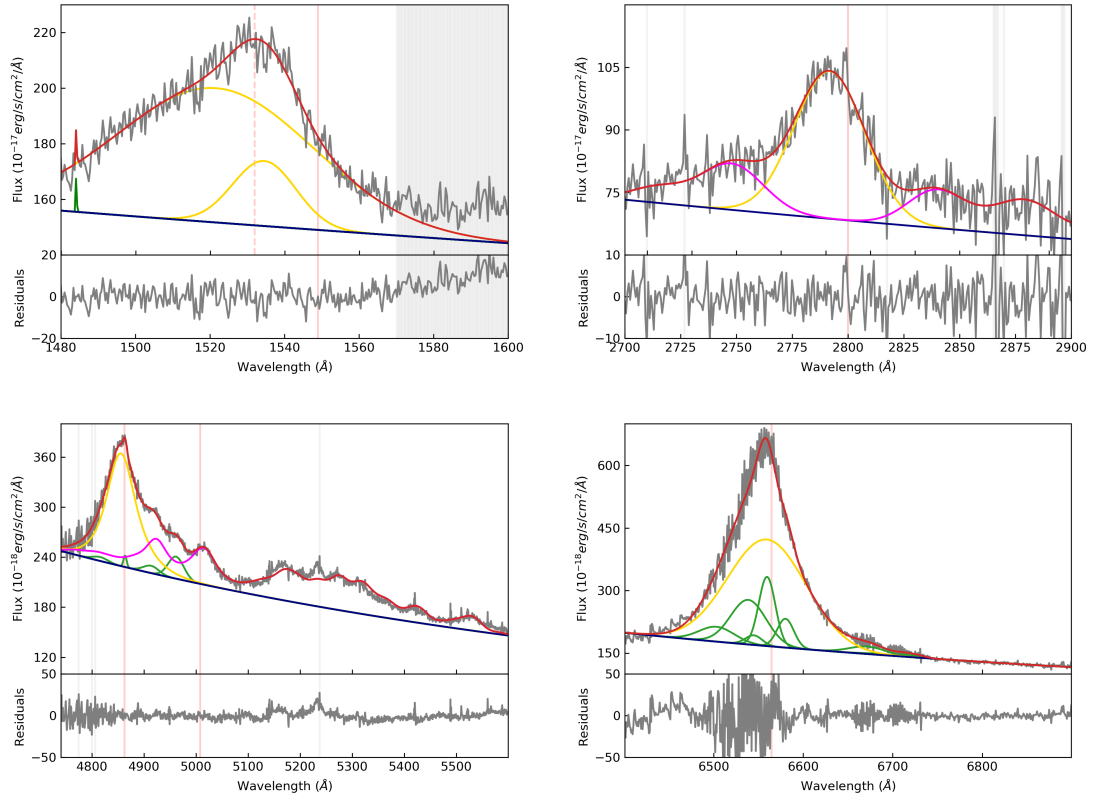 220
200
180
160
Flux (10⁻¹⁷erg/s/cm²/Å)
20
0
−20
Residuals
1480 1500 1520 1540 1560 1580 1600
Wavelength (Å)
105
90
75
Flux (10⁻¹⁷erg/s/cm²/Å)
10
0
−10
Residuals
2700 2725 2750 2775 2800 2825 2850 2875 2900
Wavelength (Å)
360
300
240
180
120
Flux (10⁻¹⁸erg/s/cm²/Å)
50
0
−50
Residuals
4800 4900 5000 5100 5200 5300 5400 5500
Wavelength (Å)
600
450
300
150
Flux (10⁻¹⁸erg/s/cm²/Å)
50
0
−50
Residuals
6500 6600 6700 6800
Wavelength (Å)